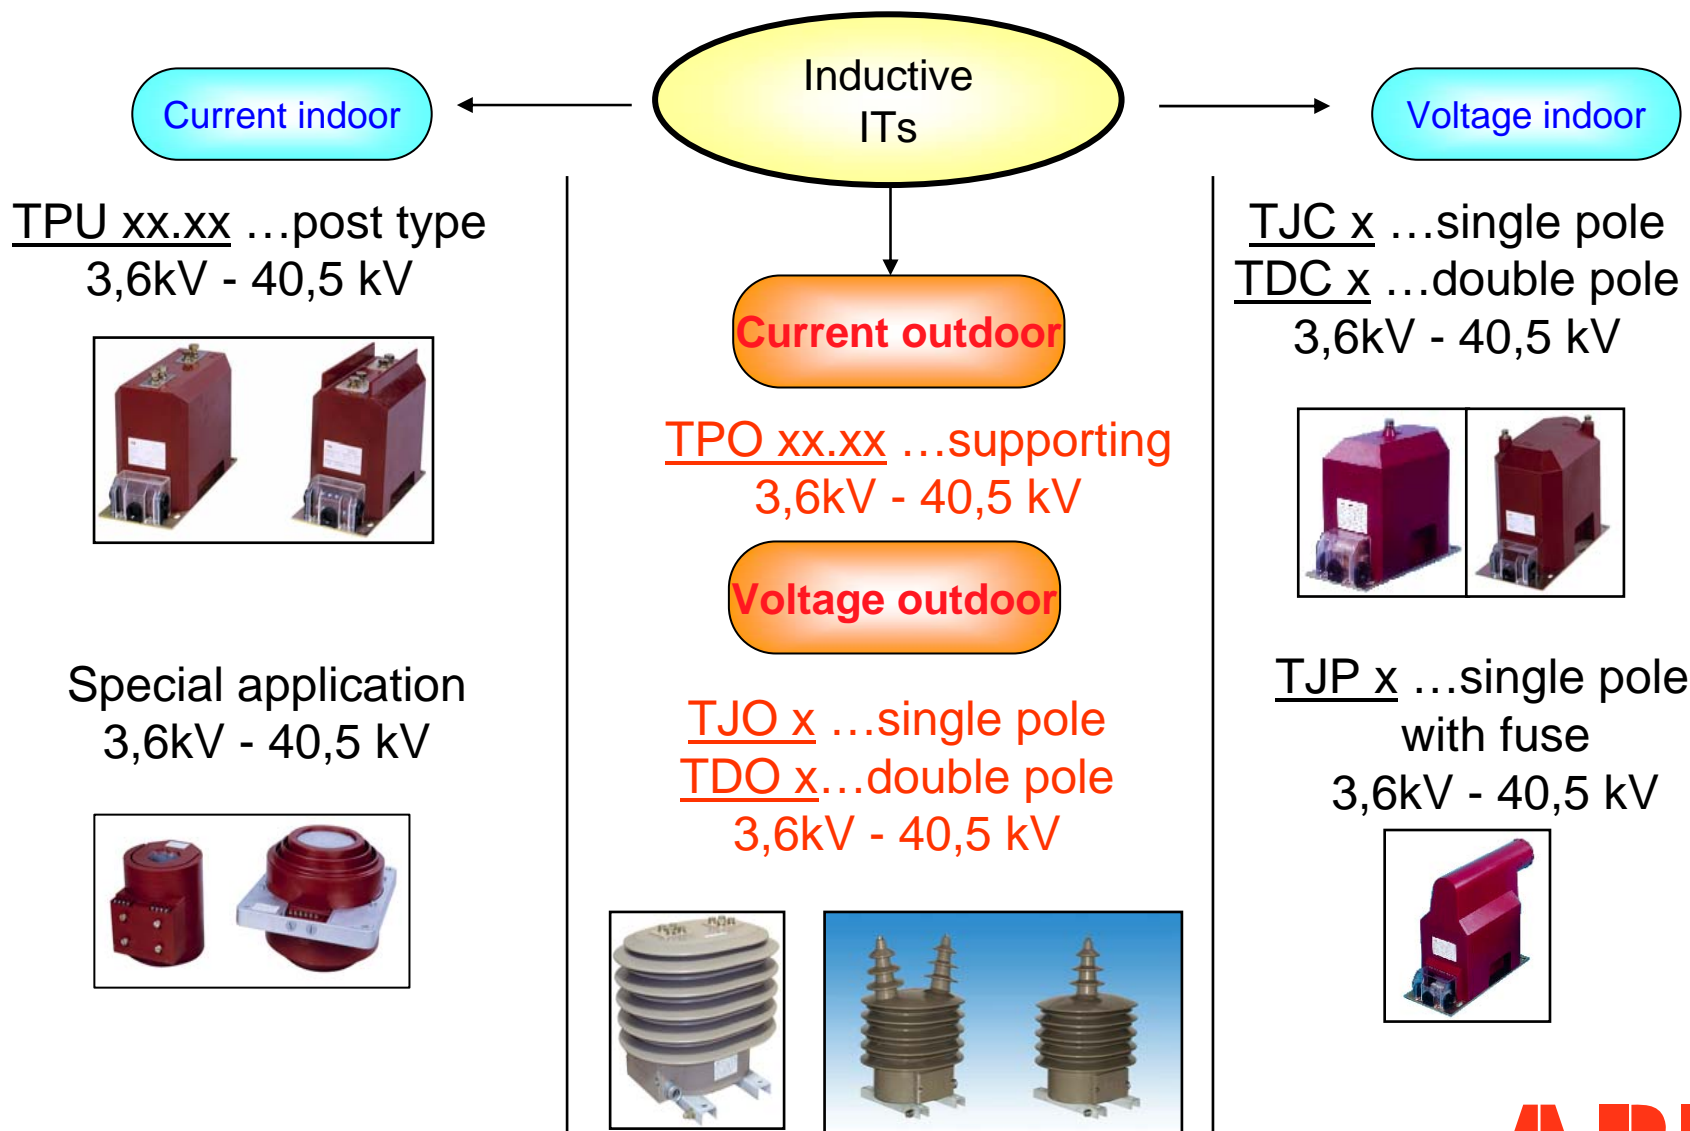 Inductive
ITs
Current indoor
Voltage indoor
TPU xx.xx …post type
3,6kV - 40,5 kV
Special application
3,6kV - 40,5 kV
Current outdoor
TPO xx.xx …supporting
3,6kV - 40,5 kV
Voltage outdoor
TJO x …single pole
TDO x…double pole
3,6kV - 40,5 kV
TJC x …single pole
TDC x …double pole
3,6kV - 40,5 kV
TJP x …single pole
with fuse
3,6kV - 40,5 kV